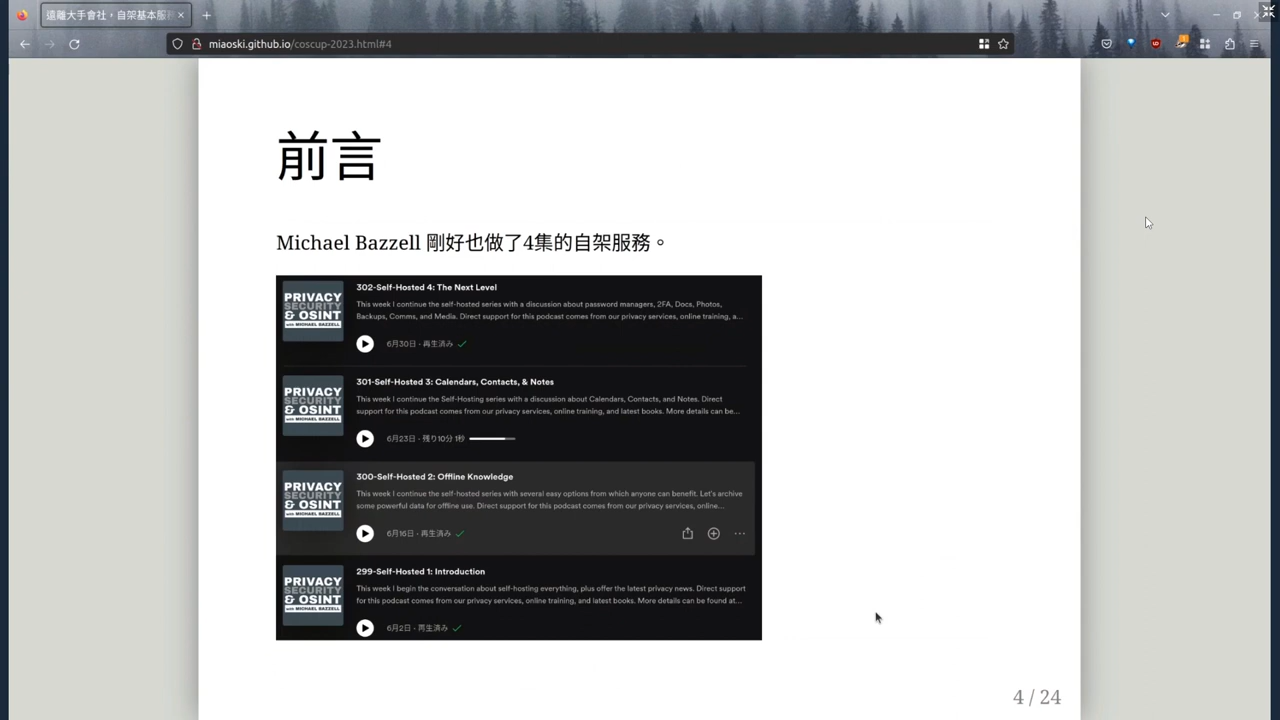 遠離大手會社，自架基本服務
miaoski.github.io/coscup-2023.html#4
前言
Michael Bazzell 剛好也做了4集的自架服務。
PRIVACY
SECURITY
& OSINT
with MICHAEL BAZZELL
302-Self-Hosted 4: The Next Level
This week I continue the self-hosted series with a discussion about password managers, 2FA, Docs, Photos,
Backups, Comms, and Media. Direct support for this podcast comes from our privacy services, online training, a...
6月30日・再生済み
PRIVACY
SECURITY
& OSINT
with MICHAEL BAZZELL
301-Self-Hosted 3: Calendars, Contacts, & Notes
This week I continue the Self-Hosting series with a discussion about Calendars, Contacts, and Notes. Direct
support for this podcast comes from our privacy services, online training, and latest books. More details can be...
6月23日・残り10分 1秒
PRIVACY
SECURITY
& OSINT
with MICHAEL BAZZELL
300-Self-Hosted 2: Offline Knowledge
This week I continue the self-hosted series with several easy options from which anyone can benefit. Let's archive
some powerful data for offline use. Direct support for this podcast comes from our privacy services, online...
6月16日・再生済み
PRIVACY
SECURITY
& OSINT
with MICHAEL BAZZELL
299-Self-Hosted 1: Introduction
This week I begin the conversation about self-hosting everything, plus offer the latest privacy news. Direct support
for this podcast comes from our privacy services, online training, and latest books. More details can be found at...
6月2日・再生済み
4 / 24